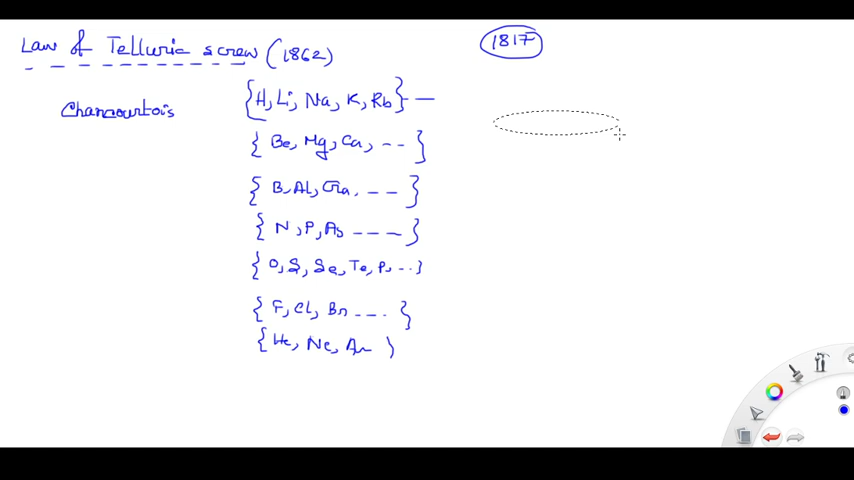 Law of Telluric screw (1862)
1817
Chancourtois
{H, Li, Na, K, Rb} - —
{ Be, Mg, Ca, - - }
{ B, Al, Ga, - — }
{ N, P, As - - - — }
{ O, S, Se, Te, P, - .. }
{ F, Cl, Br - - - . }
{ He, Ne, Ar }